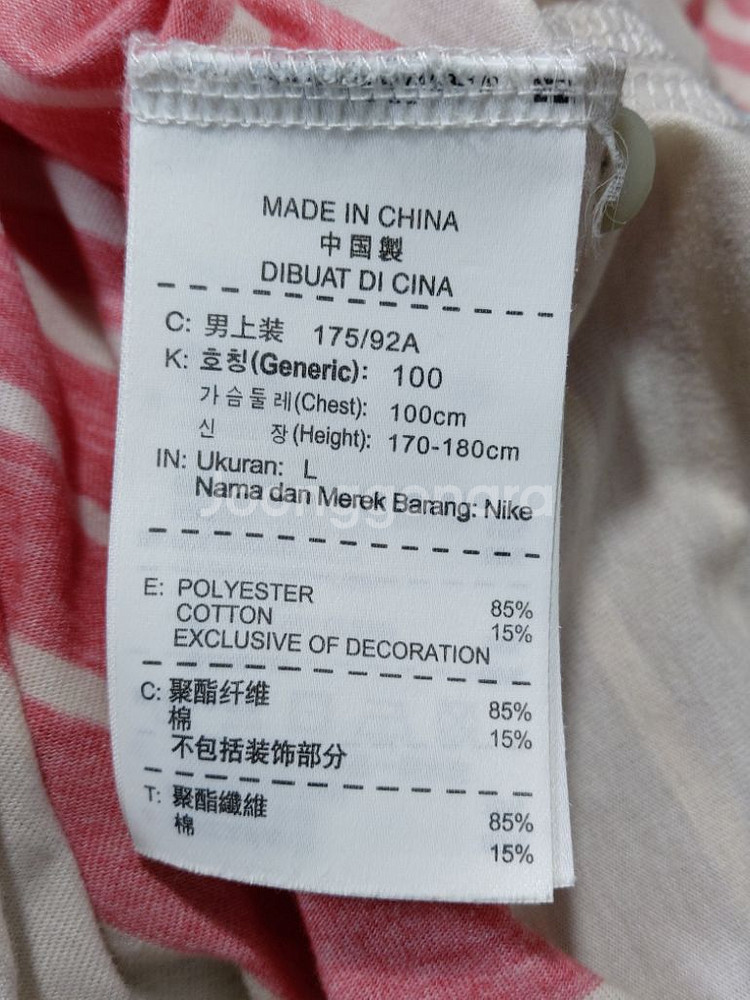 MADE IN CHINA
中国製
DIBUAT DI CINA
C: 男上装 175/92A
K: 호칭(Generic): 100
가슴둘레(Chest): 100cm
신 장(Height): 170-180cm
IN: Ukuran: L
Nama dan Merek Barang: Nike
Joonggonara
E: POLYESTER 85%
COTTON 15%
EXCLUSIVE OF DECORATION
C: 聚酯纤维 85%
棉 15%
不包括装饰部分
T: 聚酯纖維 85%
棉 15%